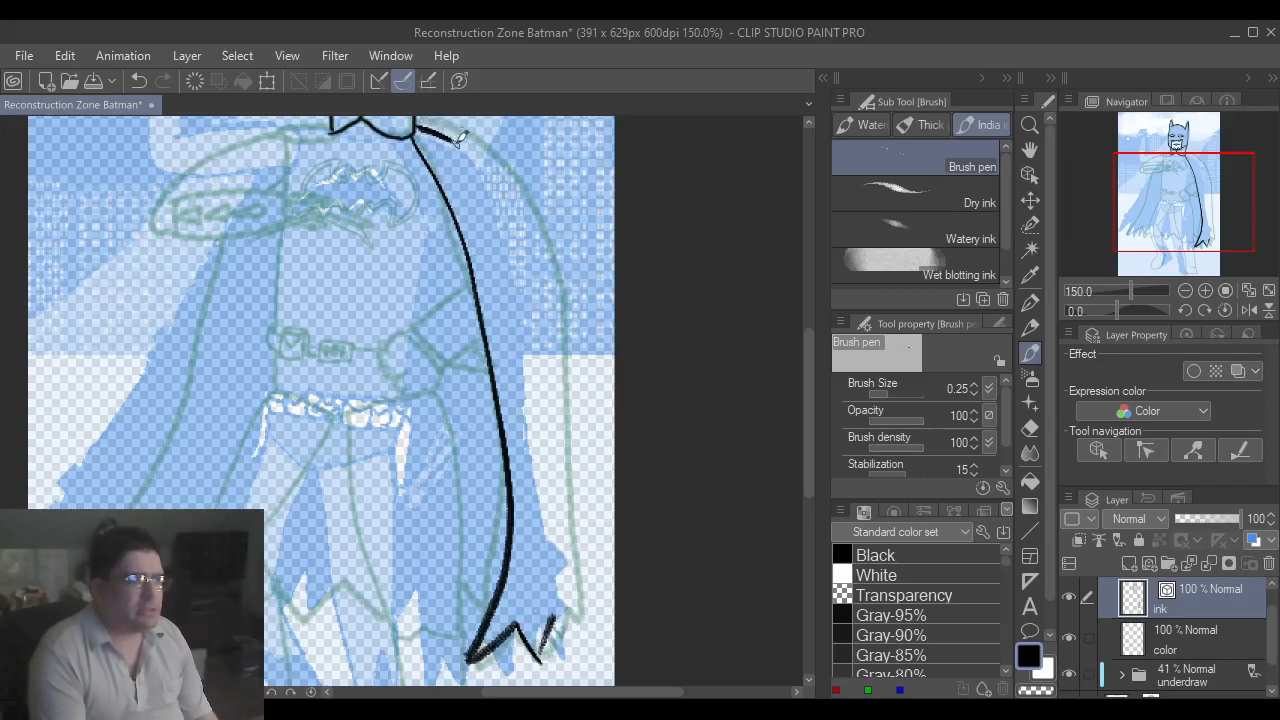 Reconstruction Zone Batman* (391 x 629px 600dpi 150.0%) - CLIP STUDIO PAINT PRO
File Edit Animation Layer Select View Filter Window Help
Reconstruction Zone Batman*
Sub Tool [Brush]
Navigator
Water
Thick
India i
Brush pen
Dry ink
Watery ink
Wet blotting ink
150.0
0.0
Tool property [Brush pe
Layer Property
Brush pen
Effect
Brush Size 0.25
Expression color
Opacity 100
Color
Brush density 100
Tool navigation
Stabilization 15
Layer
Standard color set
Normal 100
Black
White
Transparency
Gray-95%
Gray-90%
Gray-85%
Gray-80%
100 % Normal
ink
100 % Normal
color
41 % Normal
underdraw